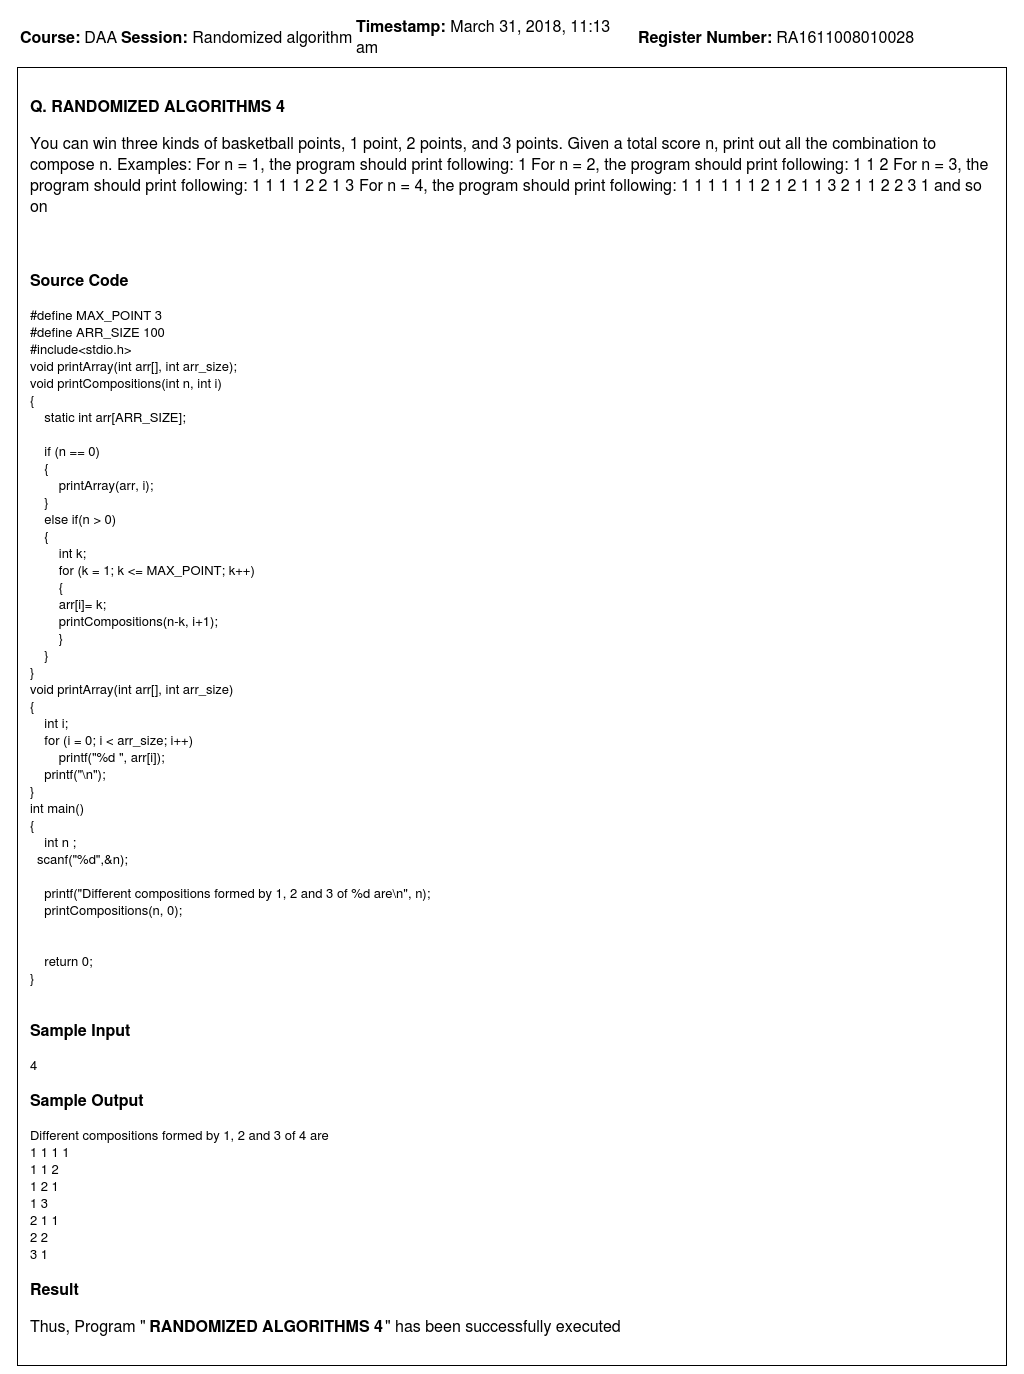 Course: DAA Session: Randomized algorithm Timestamp: March 31, 2018, 11:13 am Register Number: RA1611008010028
Q. RANDOMIZED ALGORITHMS 4
You can win three kinds of basketball points, 1 point, 2 points, and 3 points. Given a total score n, print out all the combination to
compose n. Examples: For n = 1, the program should print following: 1 For n = 2, the program should print following: 1 1 2 For n = 3, the
program should print following: 1 1 1 1 2 2 1 3 For n = 4, the program should print following: 1 1 1 1 1 1 2 1 2 1 1 3 2 1 1 2 2 3 1 and so
on
Source Code
#define MAX_POINT 3
#define ARR_SIZE 100
#include<stdio.h>
void printArray(int arr[], int arr_size);
void printCompositions(int n, int i)
{
static int arr[ARR_SIZE];
if (n == 0)
{
printArray(arr, i);
}
else if(n > 0)
{
int k;
for (k = 1; k <= MAX_POINT; k++)
{
arr[i]= k;
printCompositions(n-k, i+1);
}
}
}
void printArray(int arr[], int arr_size)
{
int i;
for (i = 0; i < arr_size; i++)
printf("%d ", arr[i]);
printf("\n");
}
int main()
{
int n ;
scanf("%d",&n);
printf("Different compositions formed by 1, 2 and 3 of %d are\n", n);
printCompositions(n, 0);
return 0;
}
Sample Input
4
Sample Output
Different compositions formed by 1, 2 and 3 of 4 are
1 1 1 1
1 1 2
1 2 1
1 3
2 1 1
2 2
3 1
Result
Thus, Program " RANDOMIZED ALGORITHMS 4" has been successfully executed